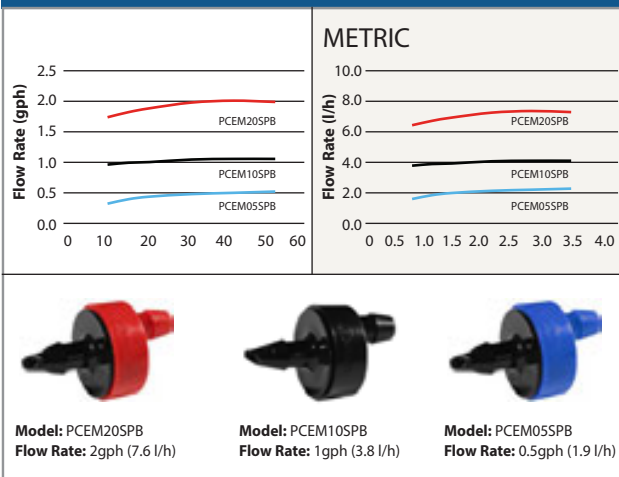 METRIC
Flow Rate (gph)
2.5
2.0
1.5
1.0
0.5
0.0
PCEM20SPB
PCEM10SPB
PCEM05SPB
0 10 20 30 40 50 60
Flow Rate (l/h)
10.0
8.0
6.0
4.0
2.0
0.0
PCEM20SPB
PCEM10SPB
PCEM05SPB
0 0.5 1.0 1.5 2.0 2.5 3.0 3.5 4.0
Model: PCEM20SPB
Flow Rate: 2gph (7.6 l/h)
Model: PCEM10SPB
Flow Rate: 1gph (3.8 l/h)
Model: PCEM05SPB
Flow Rate: 0.5gph (1.9 l/h)